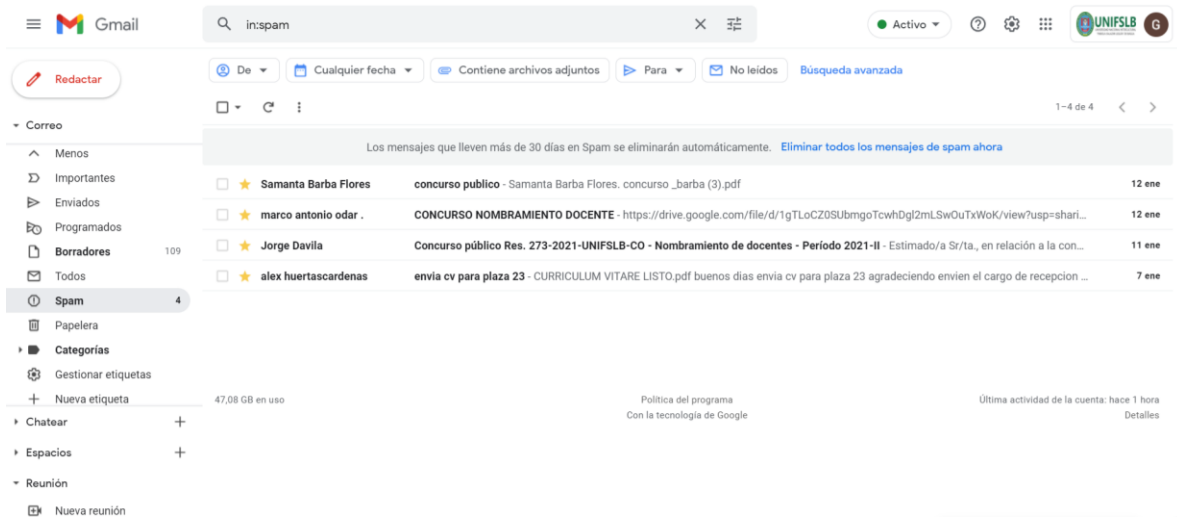 Gmail
in:spam
Activo
UNIFSLB
G
Redactar
De
Cualquier fecha
Contiene archivos adjuntos
Para
No leídos
Búsqueda avanzada
1–4 de 4
Correo
Menos
Importantes
Enviados
Programados
Borradores 109
Todos
Spam 4
Papelera
Categorías
Gestionar etiquetas
Nueva etiqueta
Chatear
Espacios
Reunión
Nueva reunión
Los mensajes que lleven más de 30 días en Spam se eliminarán automáticamente. Eliminar todos los mensajes de spam ahora
Samanta Barba Flores concurso publico - Samanta Barba Flores. concurso _barba (3).pdf 12 ene
marco antonio odar . CONCURSO NOMBRAMIENTO DOCENTE - https://drive.google.com/file/d/1gTLoCZ0SUbmgoTcwhDgl2mLSwOuTxWoK/view?usp=shari... 12 ene
Jorge Davila Concurso público Res. 273-2021-UNIFSLB-CO - Nombramiento de docentes - Período 2021-II - Estimado/a Sr/ta., en relación a la con... 11 ene
alex huertascardenas envia cv para plaza 23 - CURRICULUM VITARE LISTO.pdf buenos dias envia cv para plaza 23 agradeciendo envien el cargo de recepcion ... 7 ene
47,08 GB en uso
Política del programa
Con la tecnología de Google
Última actividad de la cuenta: hace 1 hora
Detalles